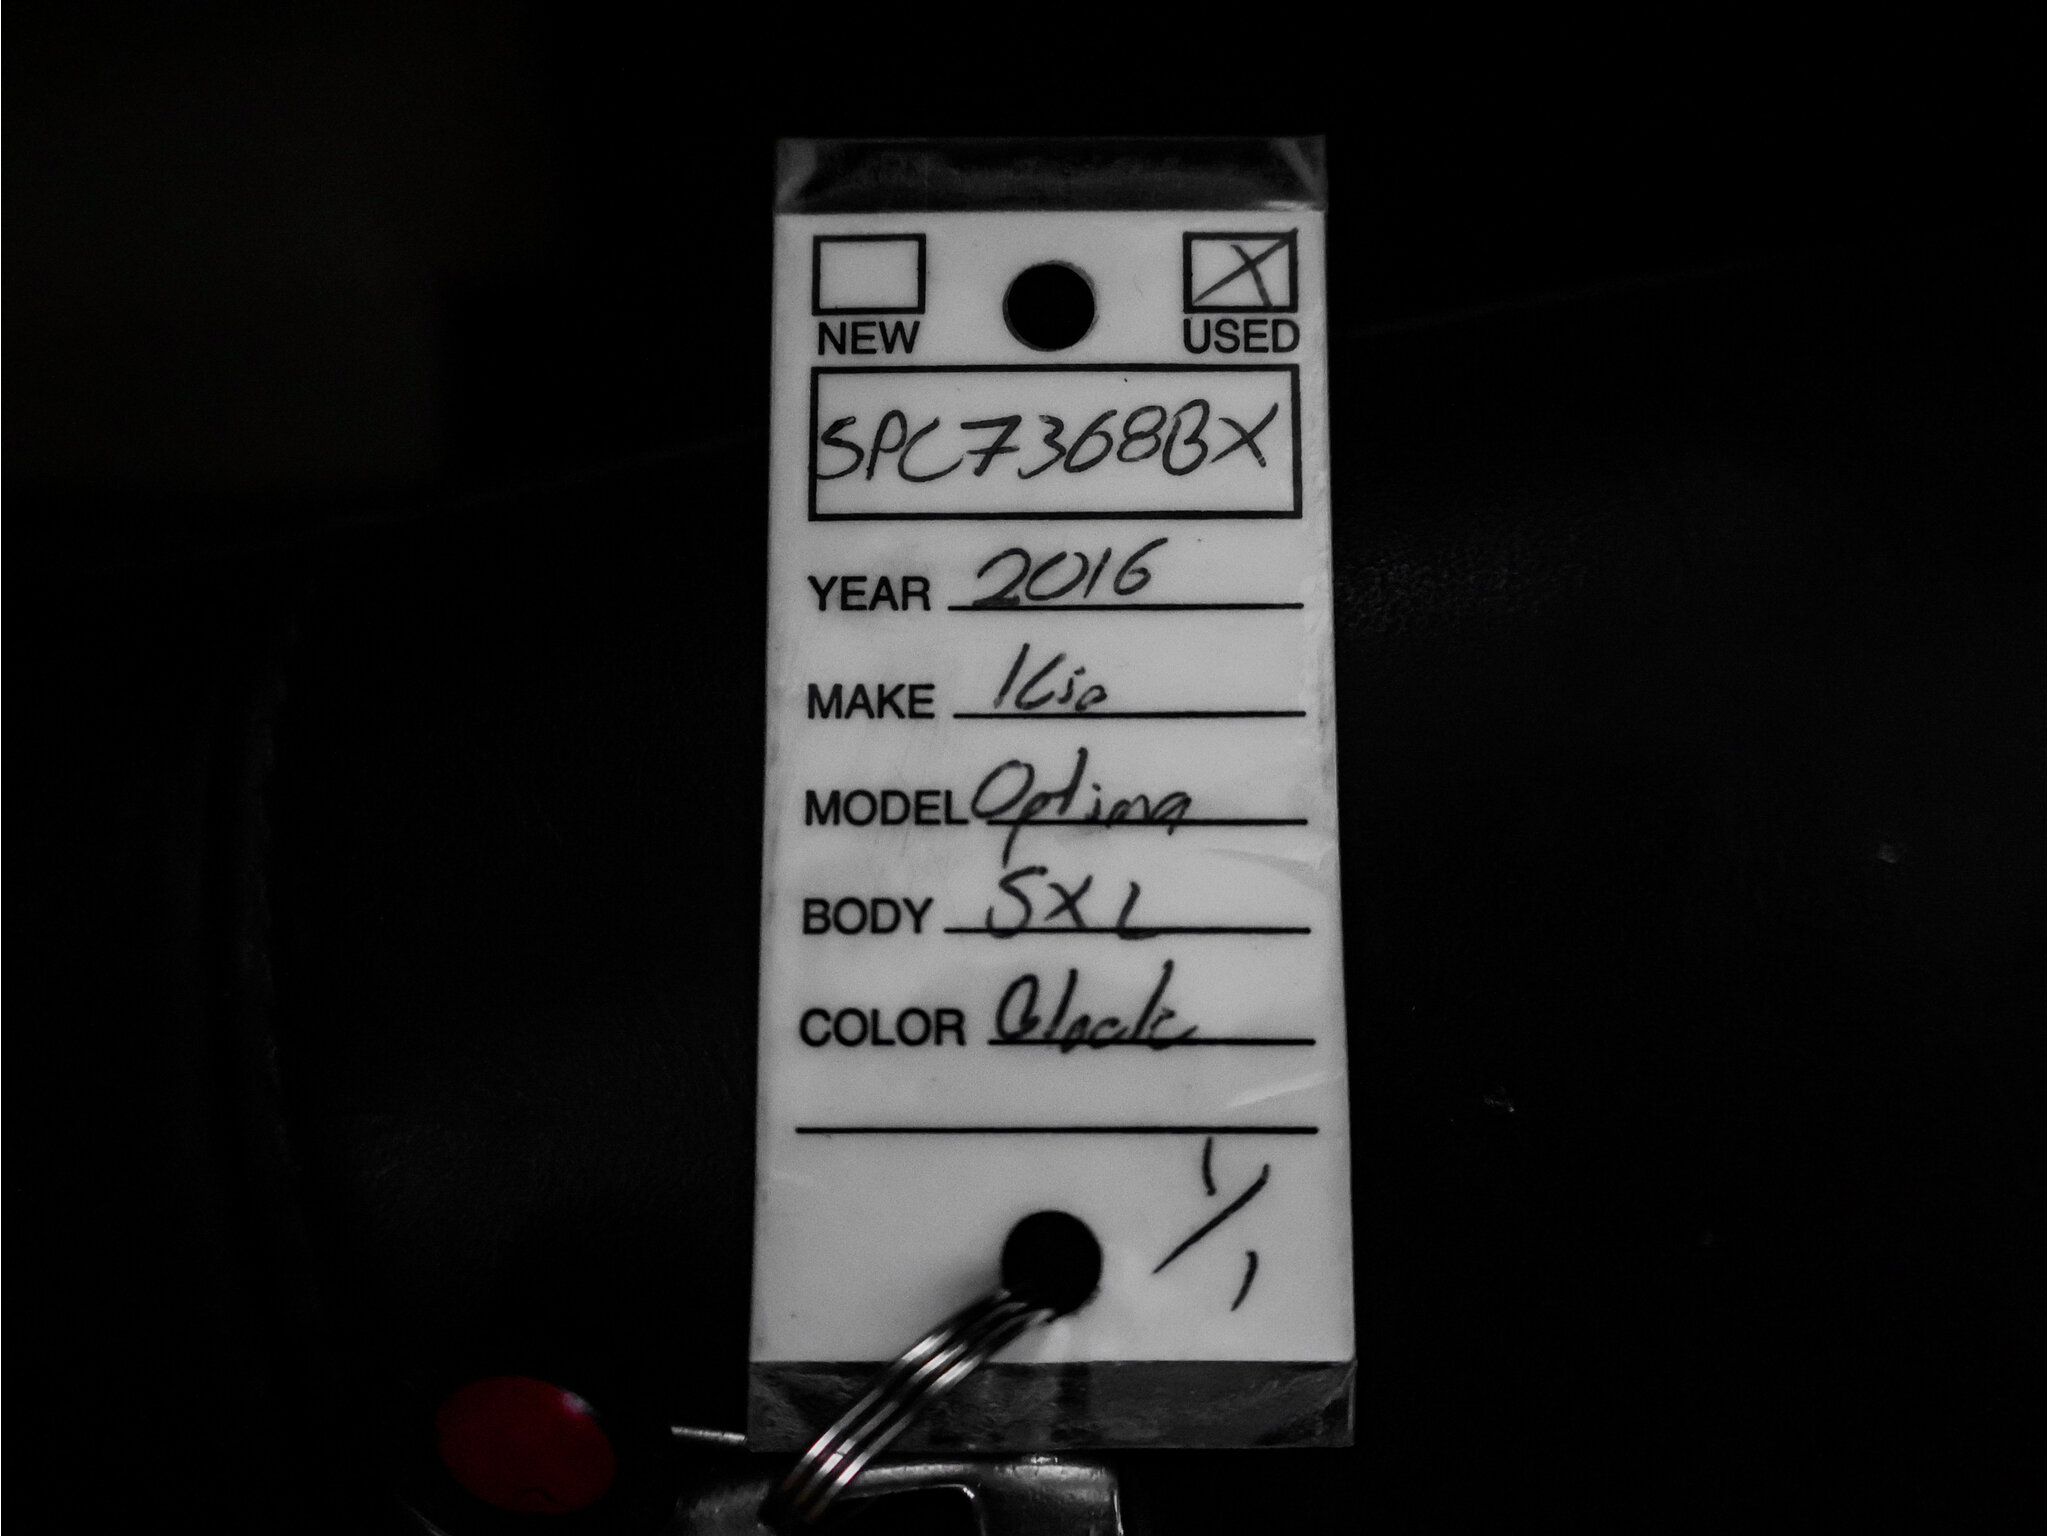 NEW USED
SPC7368BX
YEAR 2016
MAKE Kia
MODEL Optima
BODY SXL
COLOR Black
1/1